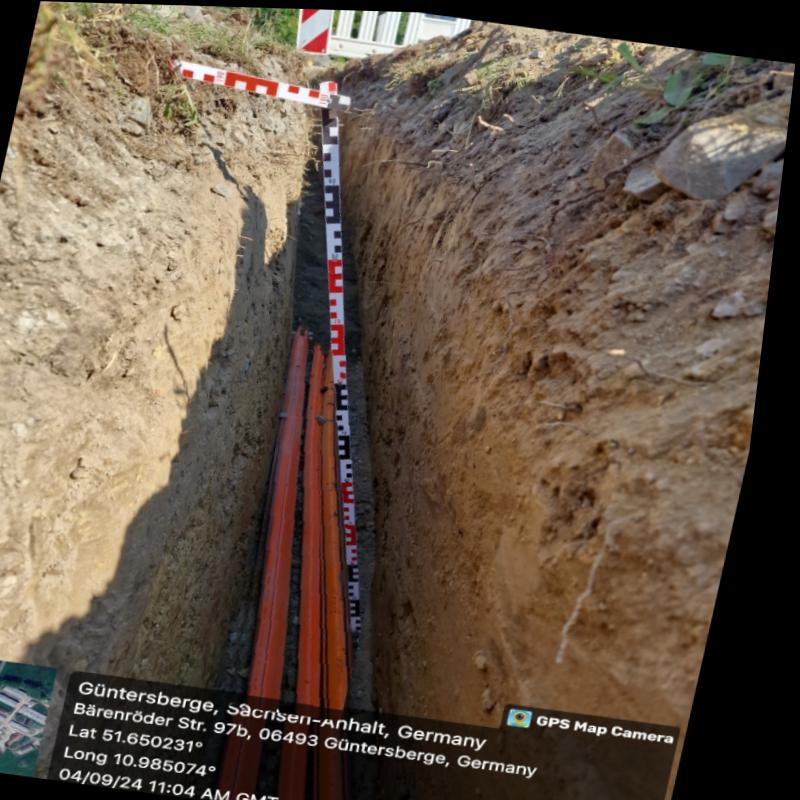 Güntersberge, Sachsen-Anhalt, Germany
Bärenröder Str. 97b, 06493 Güntersberge, Germany
Lat 51.650231°
Long 10.985074°
04/09/24 11:04 AM GMT
GPS Map Camera